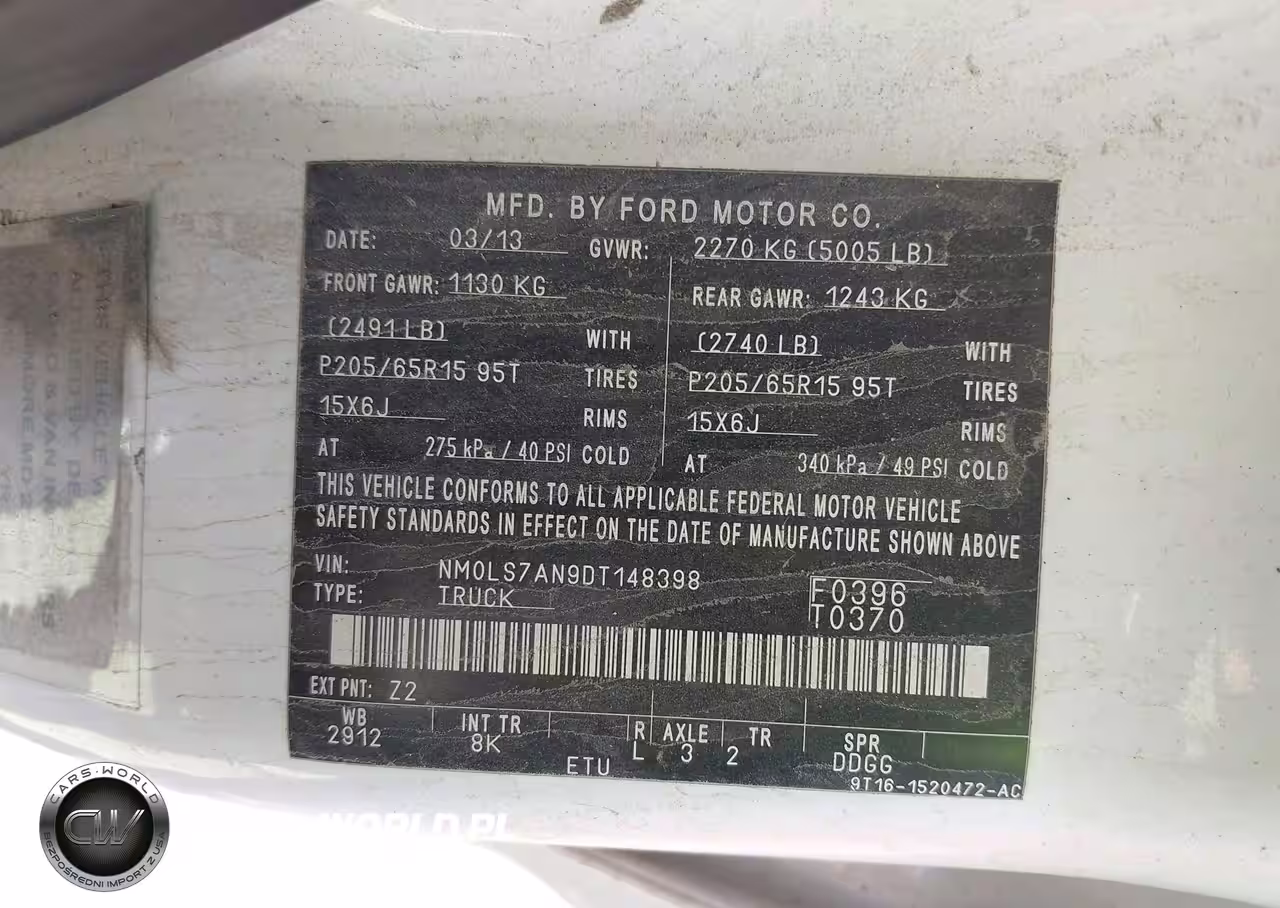 MFD. BY FORD MOTOR CO.
DATE: 03/13 GVWR: 2270 KG (5005 LB)
FRONT GAWR: 1130 KG REAR GAWR: 1243 KG
(2491 LB) WITH (2740 LB) WITH
P205/65R15 95T TIRES P205/65R15 95T TIRES
15X6J RIMS 15X6J RIMS
AT 275 kPa / 40 PSI COLD AT 340 kPa / 49 PSI COLD
THIS VEHICLE CONFORMS TO ALL APPLICABLE FEDERAL MOTOR VEHICLE
SAFETY STANDARDS IN EFFECT ON THE DATE OF MANUFACTURE SHOWN ABOVE
VIN: NM0LS7AN9DT148398 F0396
TYPE: TRUCK T0370
EXT PNT: Z2
WB INT TR R AXLE TR SPR
2912 8K L 3 2 DDGG
ETU
9T16-1520472-AC
CARS-WORLD
CW
BEZPOŚREDNI IMPORT Z USA
WORLD.PL